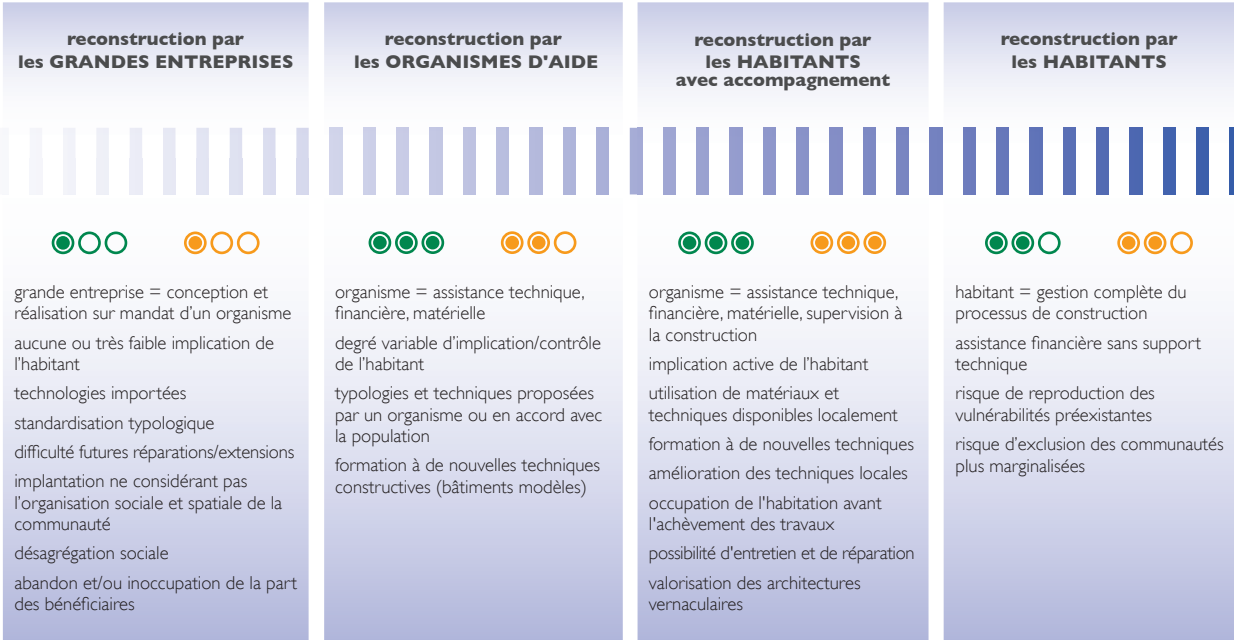 reconstruction par
les GRANDES ENTREPRISES
grande entreprise = conception et
réalisation sur mandat d'un organisme
aucune ou très faible implication de
l'habitant
technologies importées
standardisation typologique
difficulté futures réparations/extensions
implantation ne considérant pas
l'organisation sociale et spatiale de la
communauté
désagrégation sociale
abandon et/ou inoccupation de la part
des bénéficiaires
reconstruction par
les ORGANISMES D'AIDE
organisme = assistance technique,
financière, matérielle
degré variable d'implication/contrôle
de l'habitant
typologies et techniques proposées
par un organisme ou en accord avec
la population
formation à de nouvelles techniques
constructives (bâtiments modèles)
reconstruction par
les HABITANTS
avec accompagnement
organisme = assistance technique,
financière, matérielle, supervision à
la construction
implication active de l'habitant
utilisation de matériaux et
techniques disponibles localement
formation à de nouvelles techniques
amélioration des techniques locales
occupation de l'habitation avant
l'achèvement des travaux
possibilité d'entretien et de réparation
valorisation des architectures
vernaculaires
reconstruction par
les HABITANTS
habitant = gestion complète du
processus de construction
assistance financière sans support
technique
risque de reproduction des
vulnérabilités préexistantes
risque d'exclusion des communautés
plus marginalisées